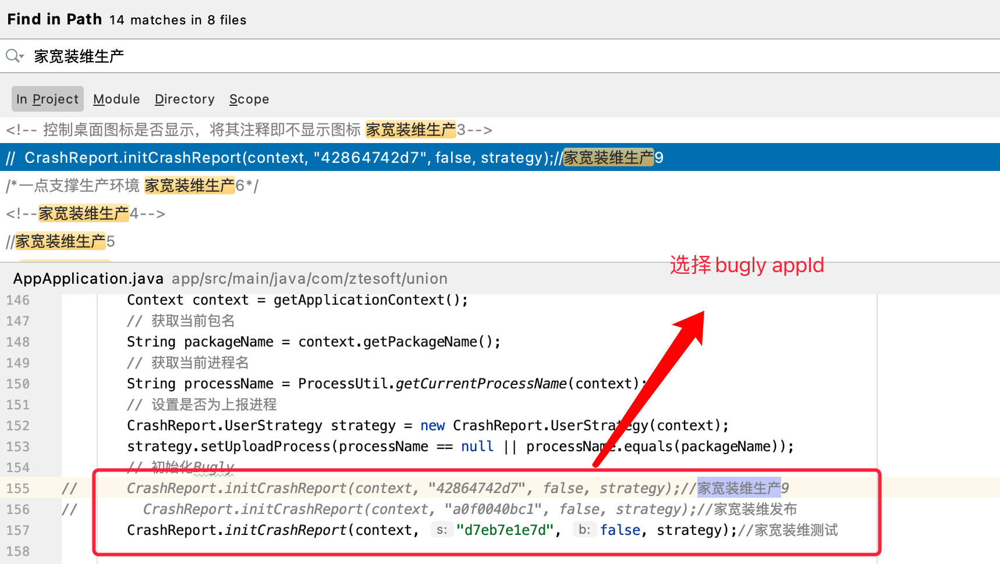 Find in Path 14 matches in 8 files
家宽装维生产
In Project Module Directory Scope
<!-- 控制桌面图标是否显示，将其注释即不显示图标 家宽装维生产3-->
// CrashReport.initCrashReport(context, "42864742d7", false, strategy);//家宽装维生产9
/*一点支撑生产环境 家宽装维生产6*/
<!--家宽装维生产4-->
//家宽装维生产5
选择 bugly appId
AppApplication.java app/src/main/java/com/ztesoft/union
146 Context context = getApplicationContext();
147 // 获取当前包名
148 String packageName = context.getPackageName();
149 // 获取当前进程名
150 String processName = ProcessUtil.getCurrentProcessName(context);
151 // 设置是否为上报进程
152 CrashReport.UserStrategy strategy = new CrashReport.UserStrategy(context);
153 strategy.setUploadProcess(processName == null || processName.equals(packageName));
154 // 初始化Bugly
155 // CrashReport.initCrashReport(context, "42864742d7", false, strategy);//家宽装维生产9
156 // CrashReport.initCrashReport(context, "a0f0040bc1", false, strategy);//家宽装维发布
157 CrashReport.initCrashReport(context, s: "d7eb7e1e7d", b: false, strategy);//家宽装维测试
158